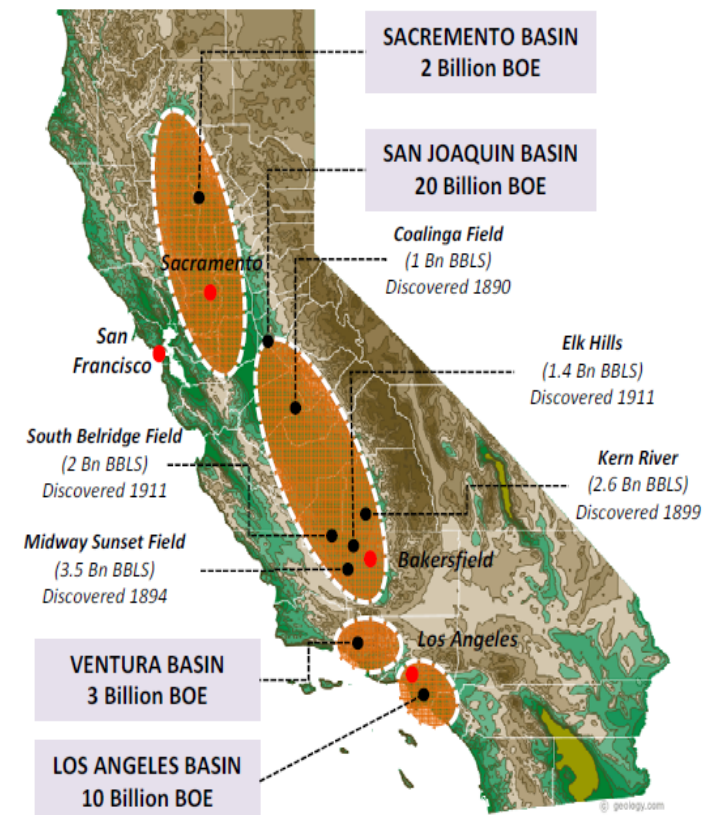 SACREMENTO BASIN
2 Billion BOE
SAN JOAQUIN BASIN
20 Billion BOE
Coalinga Field
(1 Bn BBLS)
Discovered 1890
Sacramento
San
Francisco
Elk Hills
(1.4 Bn BBLS)
Discovered 1911
South Belridge Field
(2 Bn BBLS)
Discovered 1911
Kern River
(2.6 Bn BBLS)
Discovered 1899
Midway Sunset Field
(3.5 Bn BBLS)
Discovered 1894
Bakersfield
Los Angeles
VENTURA BASIN
3 Billion BOE
LOS ANGELES BASIN
10 Billion BOE
© geology.com